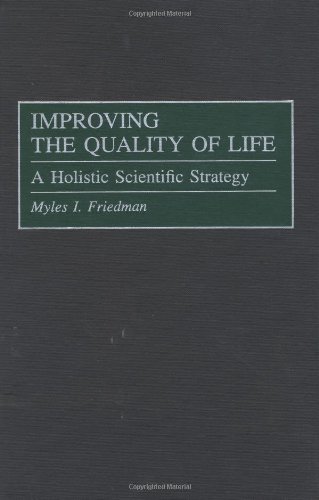 IMPROVING
THE QUALITY OF LIFE
A Holistic Scientific Strategy
Myles I. Friedman